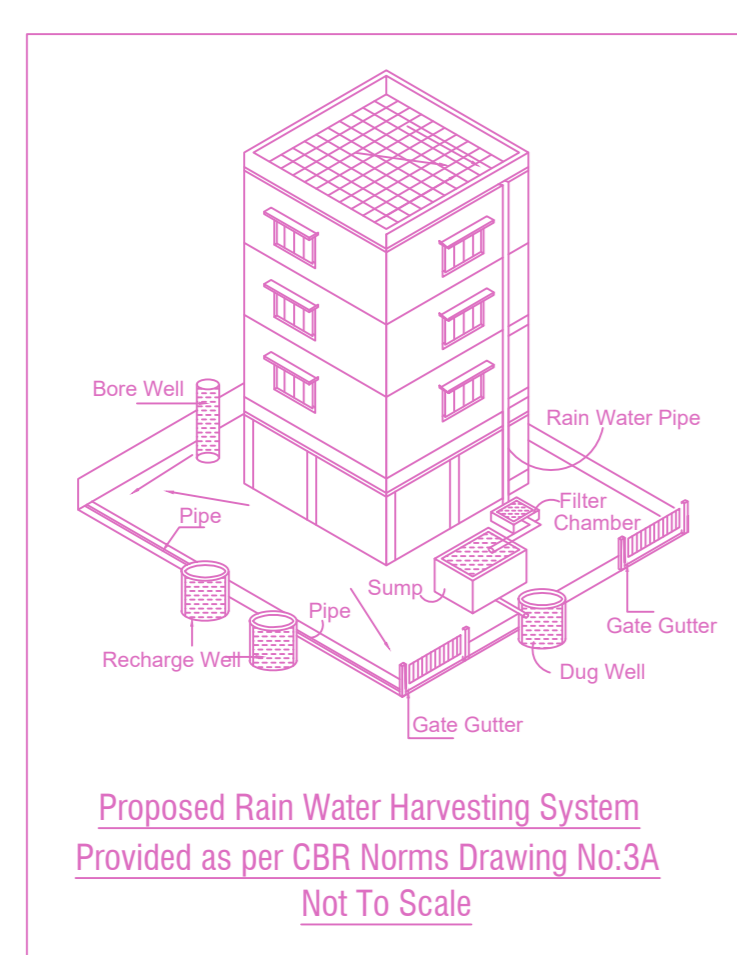 Bore Well
Rain Water Pipe
Filter
Chamber
Pipe
Sump
Pipe
Gate Gutter
Recharge Well
Dug Well
Gate Gutter
Proposed Rain Water Harvesting System
Provided as per CBR Norms Drawing No:3A
Not To Scale